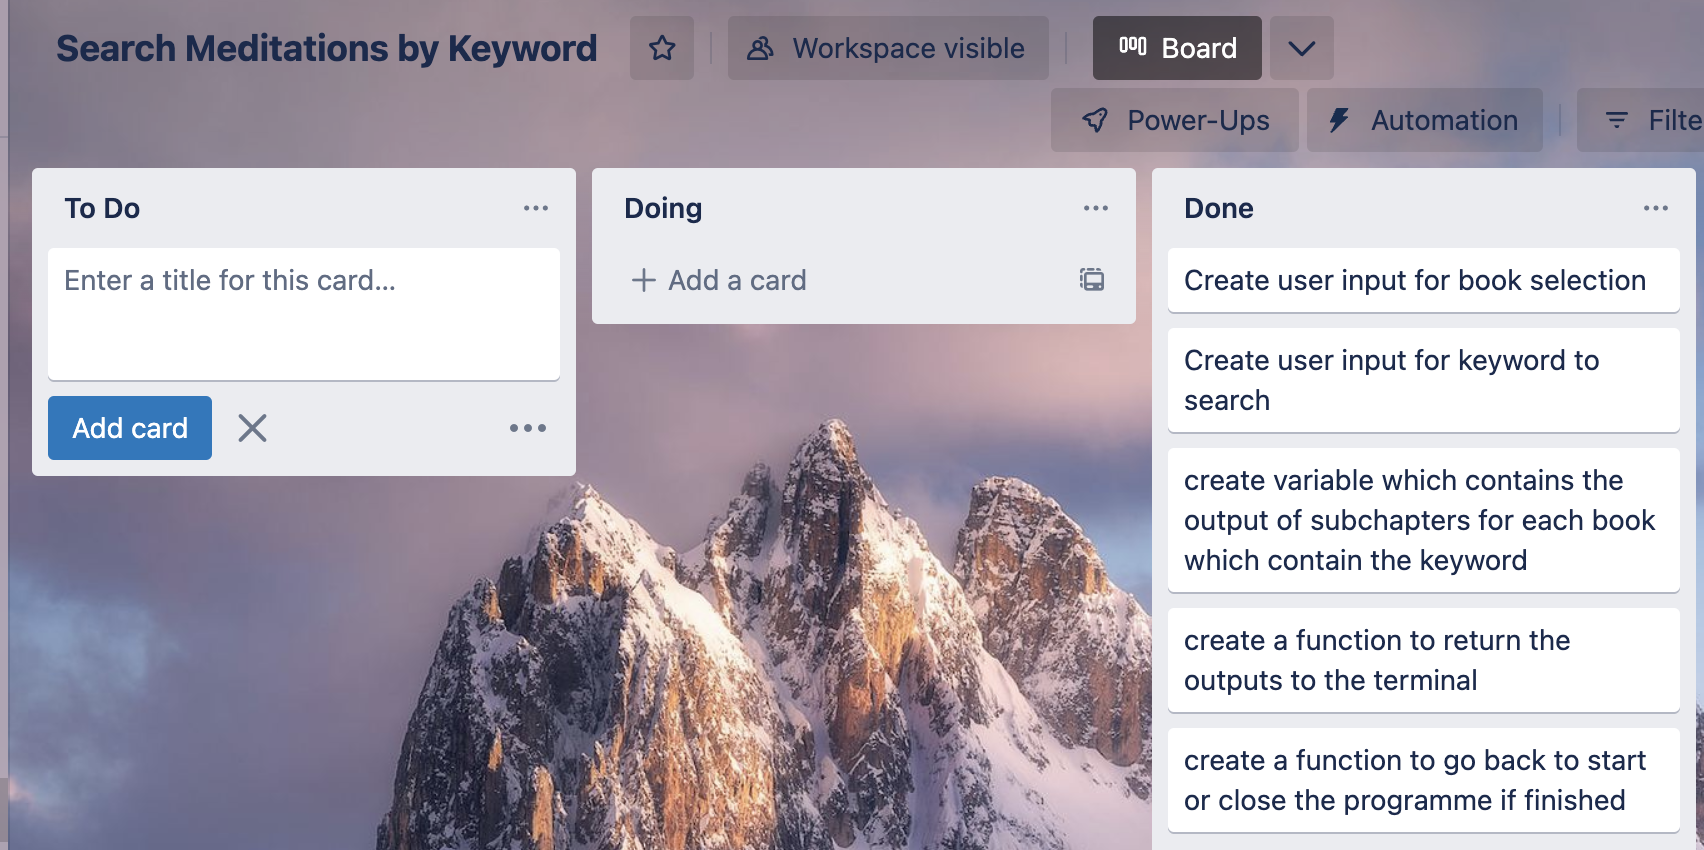 Search Meditations by Keyword
Workspace visible
Board
Power-Ups
Automation
To Do
Enter a title for this card...
Add card
Doing
Add a card
Done
Create user input for book selection
Create user input for keyword to
search
create variable which contains the
output of subchapters for each book
which contain the keyword
create a function to return the
outputs to the terminal
create a function to go back to start
or close the programme if finished